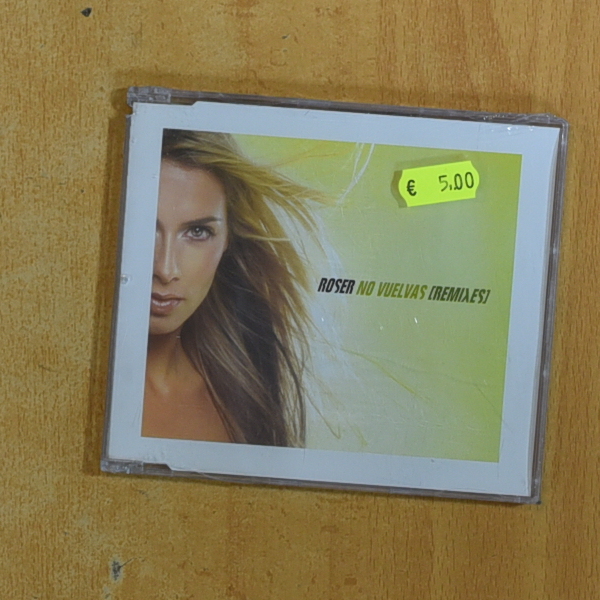 € 5.00
ROSER NO VUELVAS [REMIXES]